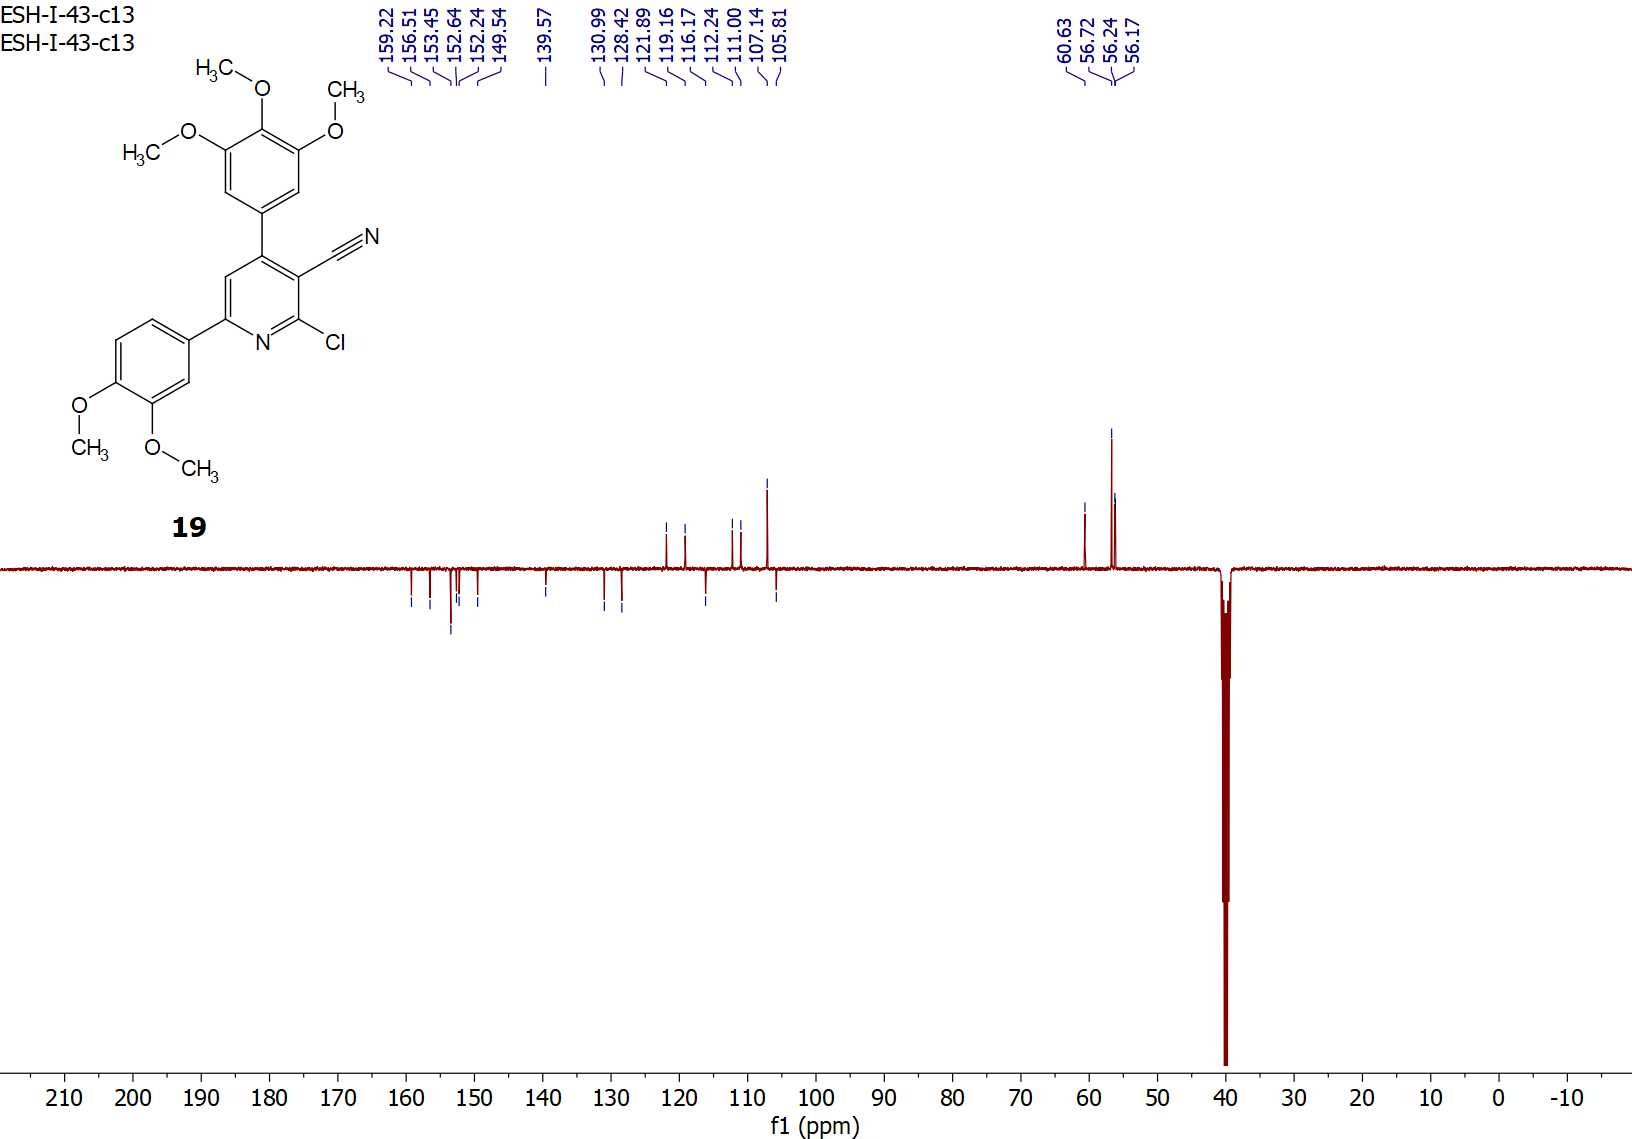 ESH-I-43-c13
ESH-I-43-c13
159.22
156.51
153.45
152.64
152.24
149.54
139.57
130.99
128.42
121.89
119.16
116.17
112.24
111.00
107.14
105.81
60.63
56.72
56.24
56.17
H3C
O
CH3
O
O
H3C
N
N
Cl
O
CH3
O
CH3
19
210 200 190 180 170 160 150 140 130 120 110 100 90 80 70 60 50 40 30 20 10 0 -10
f1 (ppm)